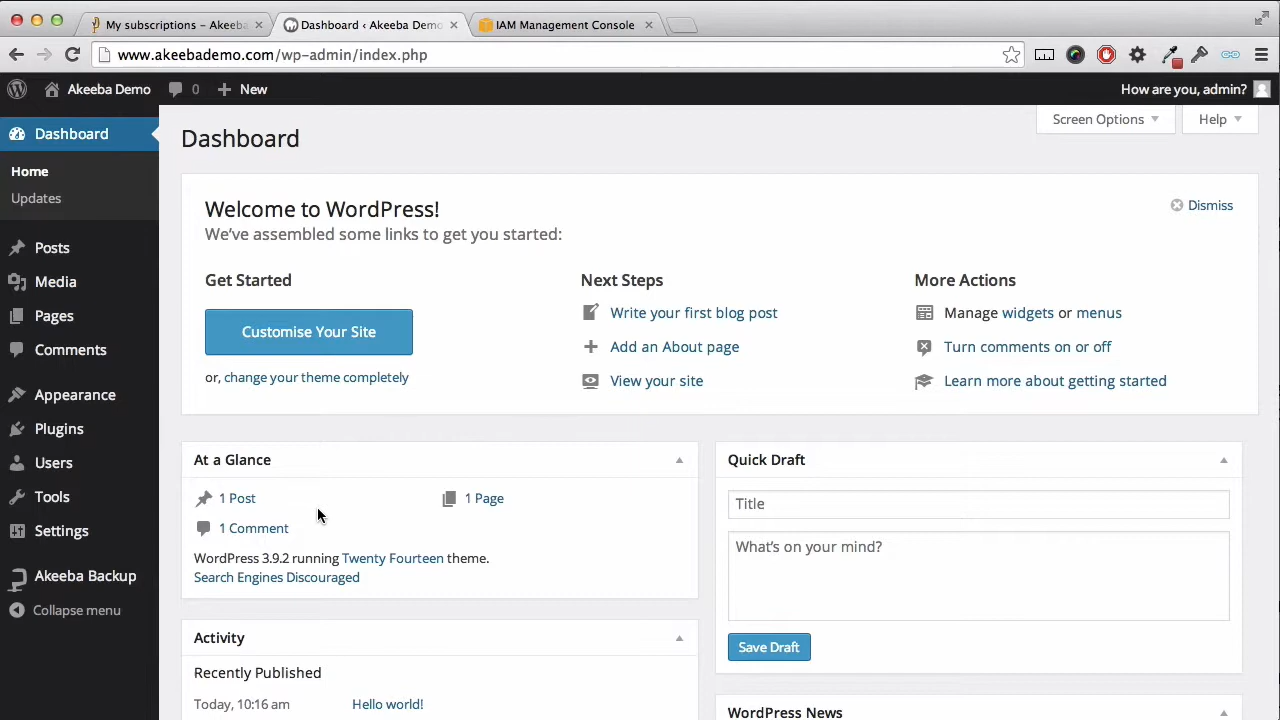 My subscriptions – Akeeba
Dashboard ‹ Akeeba Demo
IAM Management Console
www.akeebademo.com/wp-admin/index.php
Akeeba Demo
0
New
How are you, admin?
Dashboard
Home
Updates
Posts
Media
Pages
Comments
Appearance
Plugins
Users
Tools
Settings
Akeeba Backup
Collapse menu
Dashboard
Screen Options
Help
Welcome to WordPress!
We've assembled some links to get you started:
Dismiss
Get Started
Customise Your Site
or, change your theme completely
Next Steps
Write your first blog post
Add an About page
View your site
More Actions
Manage widgets or menus
Turn comments on or off
Learn more about getting started
At a Glance
1 Post
1 Page
1 Comment
WordPress 3.9.2 running Twenty Fourteen theme.
Search Engines Discouraged
Activity
Recently Published
Today, 10:16 am
Hello world!
Quick Draft
Title
What's on your mind?
Save Draft
WordPress News